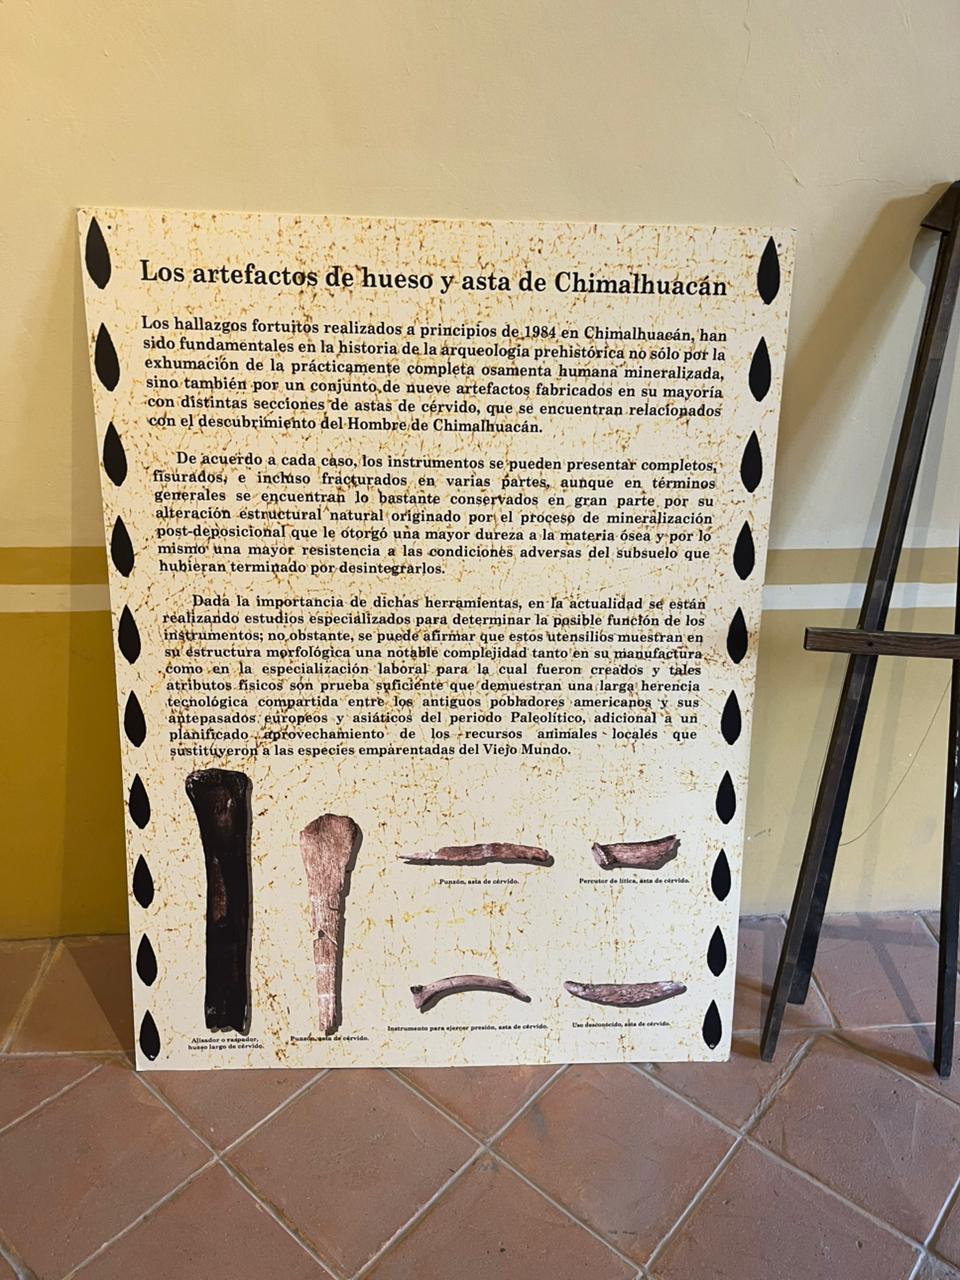 Los artefactos de hueso y asta de Chimalhuacán
Los hallazgos fortuitos realizados a principios de 1984 en Chimalhuacán, han
sido fundamentales en la historia de la arqueología prehistórica no sólo por la
exhumación de la prácticamente completa osamenta humana mineralizada,
sino también por un conjunto de nueve artefactos fabricados en su mayoría
con distintas secciones de astas de cérvido, que se encuentran relacionados
con el descubrimiento del Hombre de Chimalhuacán.
De acuerdo a cada caso, los instrumentos se pueden presentar completos,
fisurados, e incluso fracturados en varias partes, aunque en términos
generales se encuentran lo bastante conservados en gran parte por su
alteración estructural natural originado por el proceso de mineralización
post-deposicional que le otorgó una mayor dureza a la materia ósea y por lo
mismo una mayor resistencia a las condiciones adversas del subsuelo que
hubieran terminado por desintegrarlos.
Dada la importancia de dichas herramientas, en la actualidad se están
realizando estudios especializados para determinar la posible función de los
instrumentos; no obstante, se puede afirmar que estos utensilios muestran en
su estructura morfológica una notable complejidad tanto en su manufactura
como en la especialización laboral para la cual fueron creados y tales
atributos físicos son prueba suficiente que demuestran una larga herencia
tecnológica compartida entre los antiguos pobladores americanos y sus
antepasados europeos y asiáticos del periodo Paleolítico, adicional a un
planificado aprovechamiento de los recursos animales locales que
sustituyeron a las especies emparentadas del Viejo Mundo.
Punzón, asta de cérvido.
Percutor de lítica, asta de cérvido.
Instrumento para ejercer presión, asta de cérvido.
Uso desconocido, asta de cérvido.
Alisador o raspador,
hueso largo de cérvido.
Punzón, asta de cérvido.